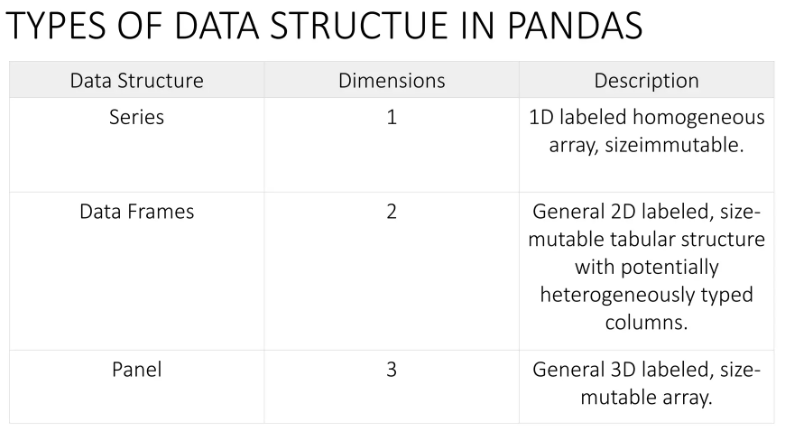 TYPES OF DATA STRUCTUE IN PANDAS
Data Structure Dimensions Description
Series 1 1D labeled homogeneous
array, sizeimmutable.
Data Frames 2 General 2D labeled, size-
mutable tabular structure
with potentially
heterogeneously typed
columns.
Panel 3 General 3D labeled, size-
mutable array.